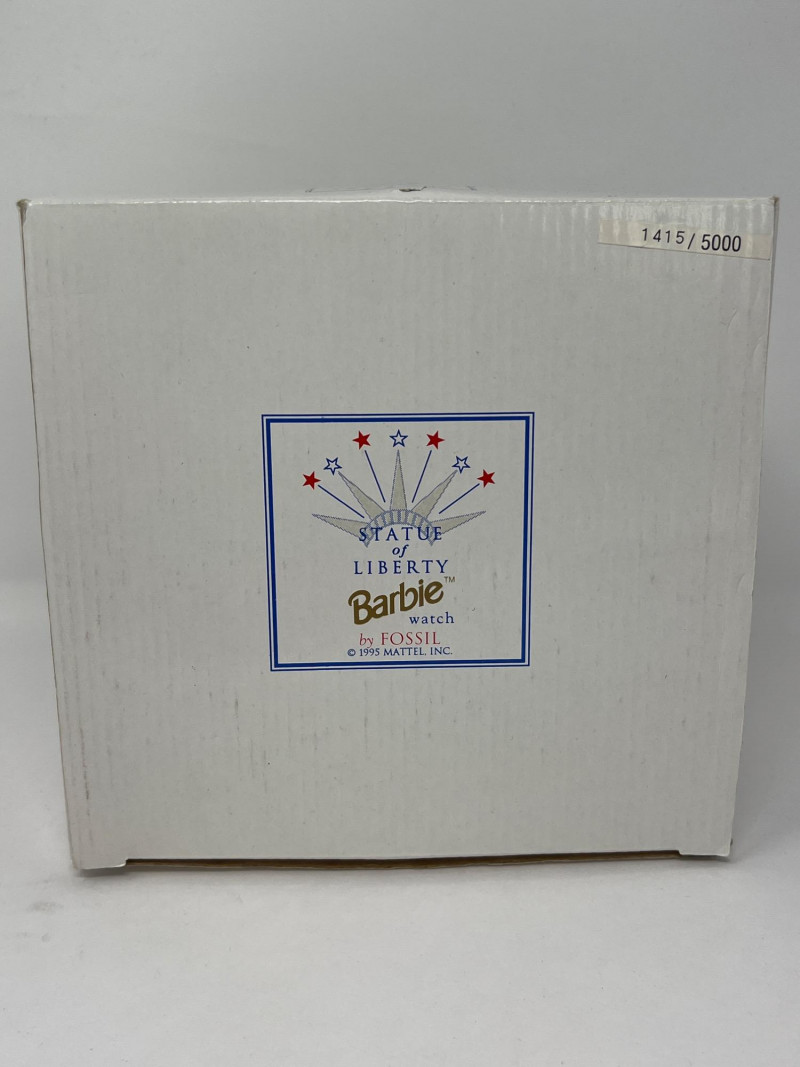 1415/5000
STATUE
of
LIBERTY
Barbie™
watch
by FOSSIL
© 1995 MATTEL, INC.